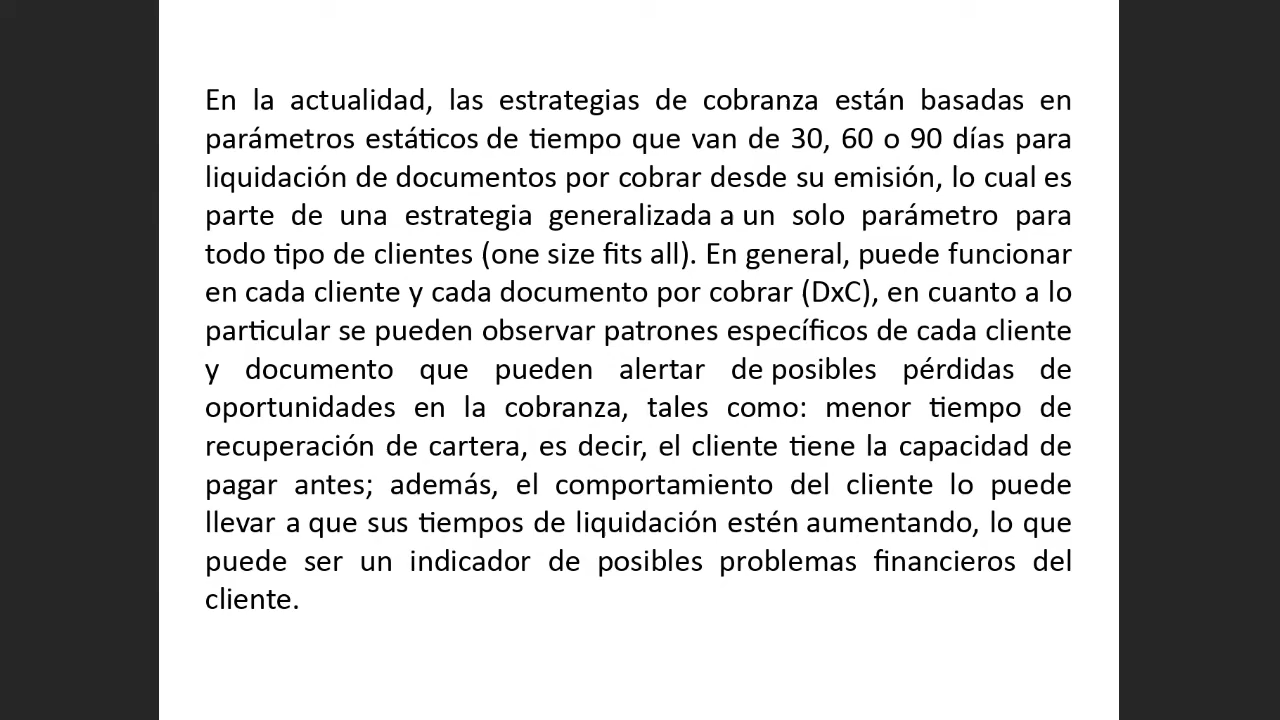 En la actualidad, las estrategias de cobranza están basadas en
parámetros estáticos de tiempo que van de 30, 60 o 90 días para
liquidación de documentos por cobrar desde su emisión, lo cual es
parte de una estrategia generalizada a un solo parámetro para
todo tipo de clientes (one size fits all). En general, puede funcionar
en cada cliente y cada documento por cobrar (DxC), en cuanto a lo
particular se pueden observar patrones específicos de cada cliente
y documento que pueden alertar de posibles pérdidas de
oportunidades en la cobranza, tales como: menor tiempo de
recuperación de cartera, es decir, el cliente tiene la capacidad de
pagar antes; además, el comportamiento del cliente lo puede
llevar a que sus tiempos de liquidación estén aumentando, lo que
puede ser un indicador de posibles problemas financieros del
cliente.